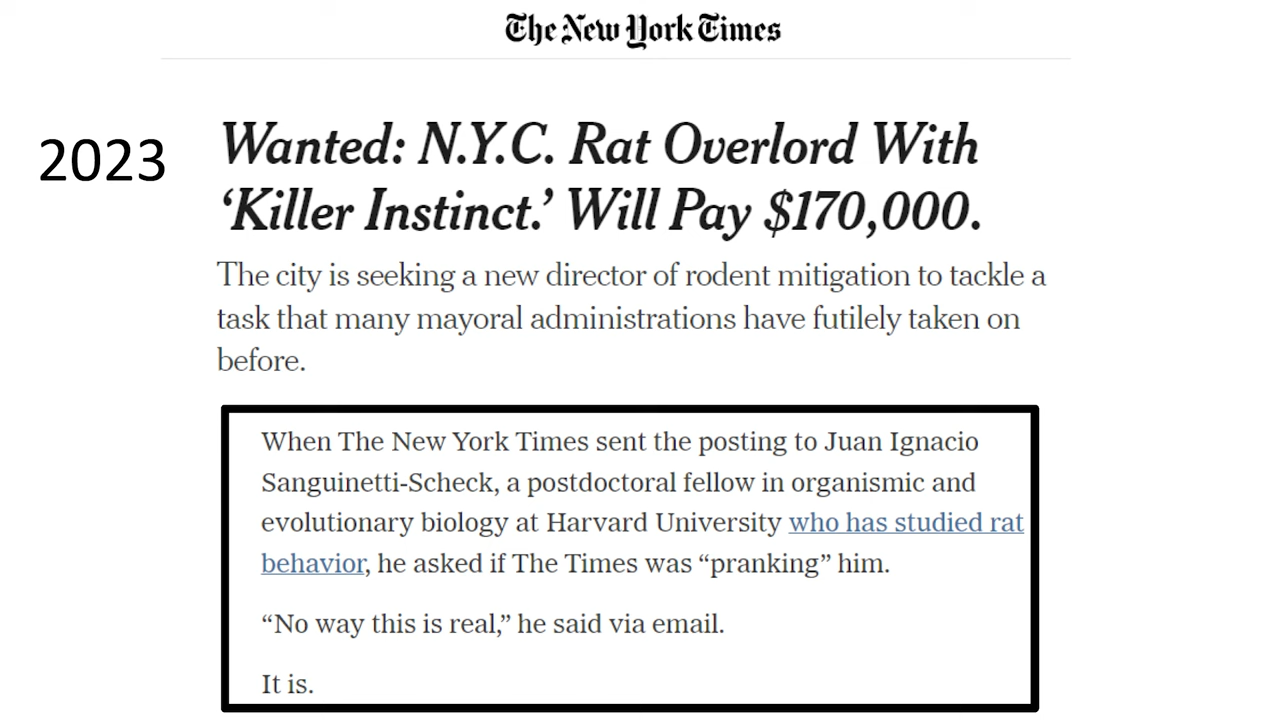 The New York Times
2023
Wanted: N.Y.C. Rat Overlord With
‘Killer Instinct.’ Will Pay $170,000.
The city is seeking a new director of rodent mitigation to tackle a
task that many mayoral administrations have futilely taken on
before.
When The New York Times sent the posting to Juan Ignacio
Sanguinetti-Scheck, a postdoctoral fellow in organismic and
evolutionary biology at Harvard University who has studied rat
behavior, he asked if The Times was “pranking” him.
“No way this is real,” he said via email.
It is.